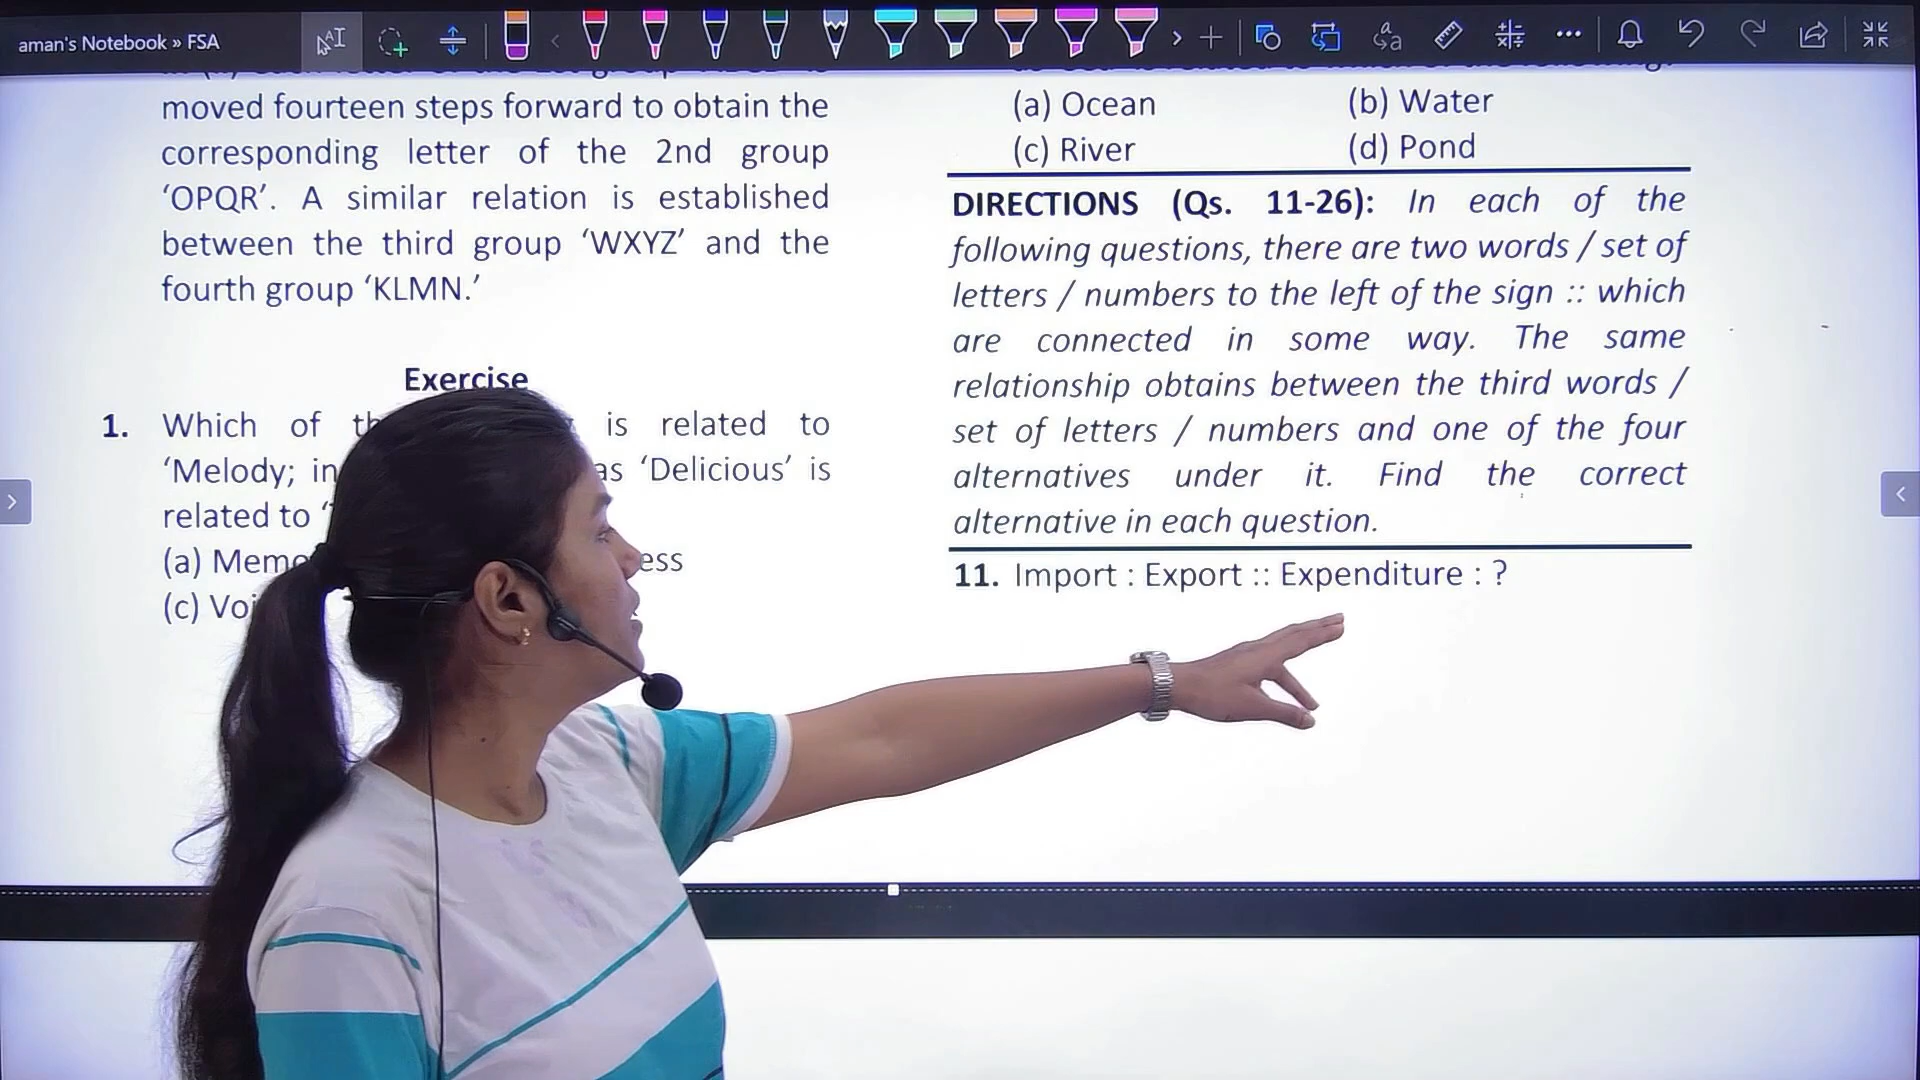 aman's Notebook » FSA
moved fourteen steps forward to obtain the
corresponding letter of the 2nd group
‘OPQR’. A similar relation is established
between the third group ‘WXYZ’ and the
fourth group ‘KLMN.’
Exercise
1. Which of is related to
‘Melody; in as ‘Delicious’ is
related to
(a)
(c)
(a) Ocean (b) Water
(c) River (d) Pond
DIRECTIONS (Qs. 11-26): In each of the
following questions, there are two words / set of
letters / numbers to the left of the sign :: which
are connected in some way. The same
relationship obtains between the third words /
set of letters / numbers and one of the four
alternatives under it. Find the correct
alternative in each question.
11. Import : Export :: Expenditure : ?